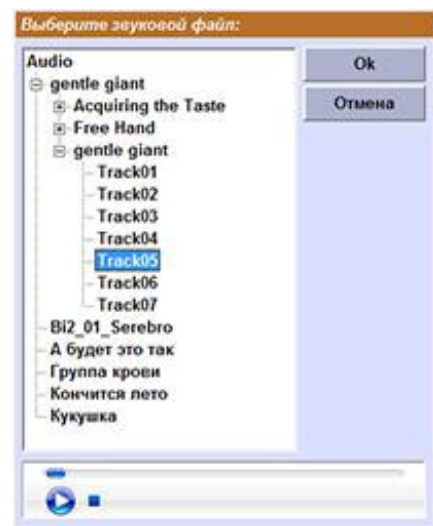 Выберите звуковой файл:
Audio
gentle giant
Acquiring the Taste
Free Hand
gentle giant
Track01
Track02
Track03
Track04
Track05
Track06
Track07
Bi2_01_Serebro
А будет это так
Группа крови
Кончится лето
Кукушка
Ok
Отмена